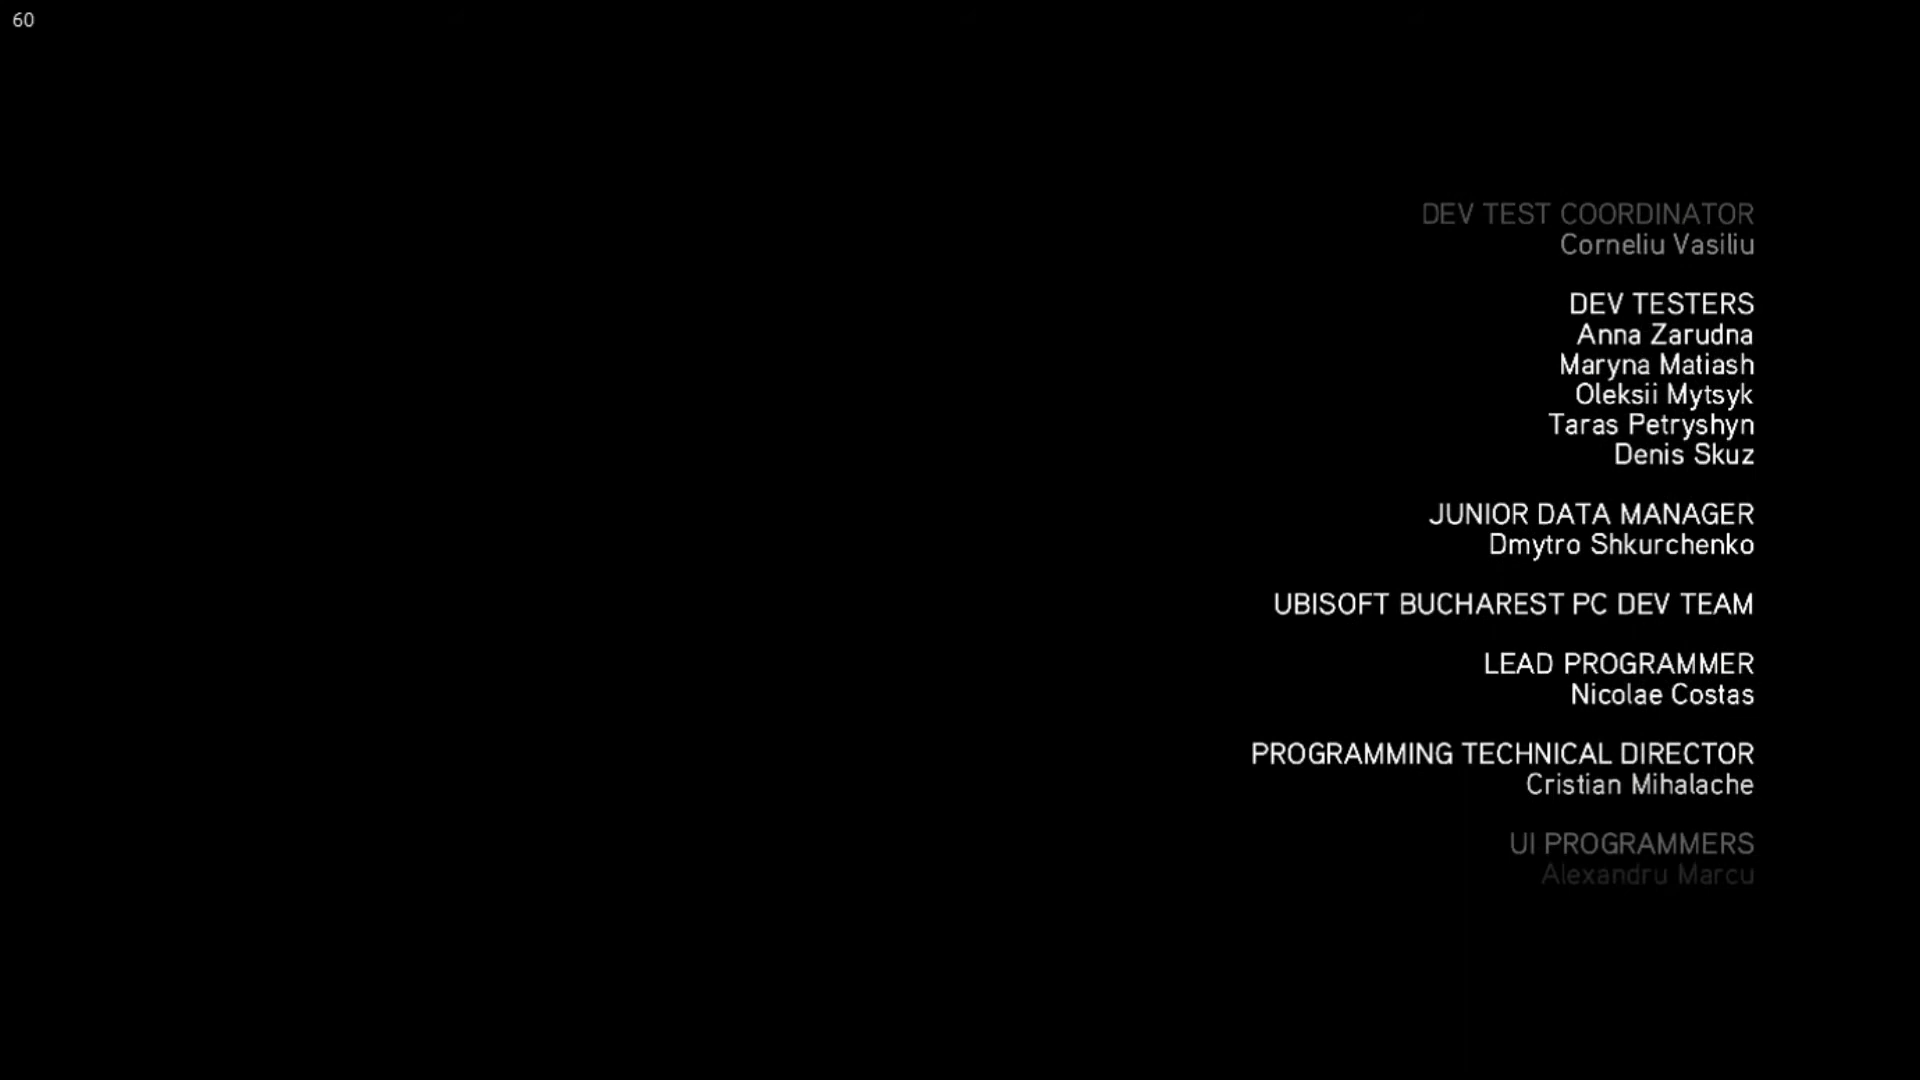 60
DEV TEST COORDINATOR
Corneliu Vasiliu
DEV TESTERS
Anna Zarudna
Maryna Matiash
Oleksii Mytsyk
Taras Petryshyn
Denis Skuz
JUNIOR DATA MANAGER
Dmytro Shkurchenko
UBISOFT BUCHAREST PC DEV TEAM
LEAD PROGRAMMER
Nicolae Costas
PROGRAMMING TECHNICAL DIRECTOR
Cristian Mihalache
UI PROGRAMMERS
Alexandru Marcu